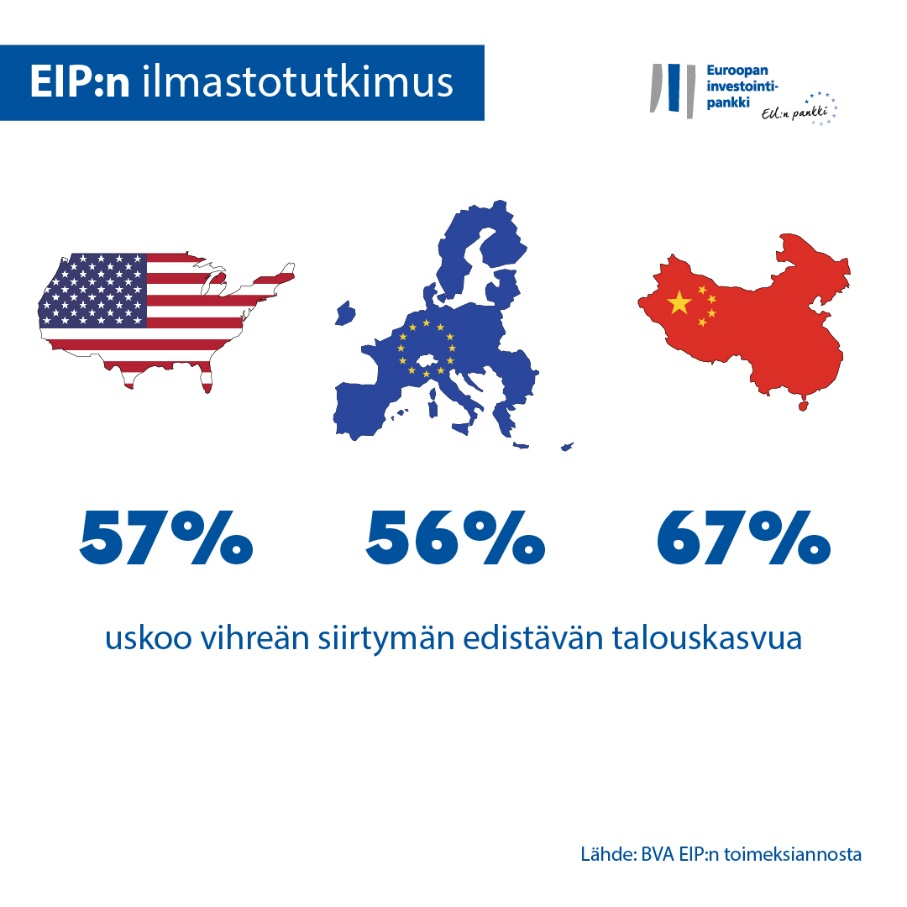 EIP:n ilmastotutkimus
Euroopan
investointi-
pankki
EU:n pankki
57%
56%
67%
uskoo vihreän siirtymän edistävän talouskasvua
Lähde: BVA EIP:n toimeksiannosta